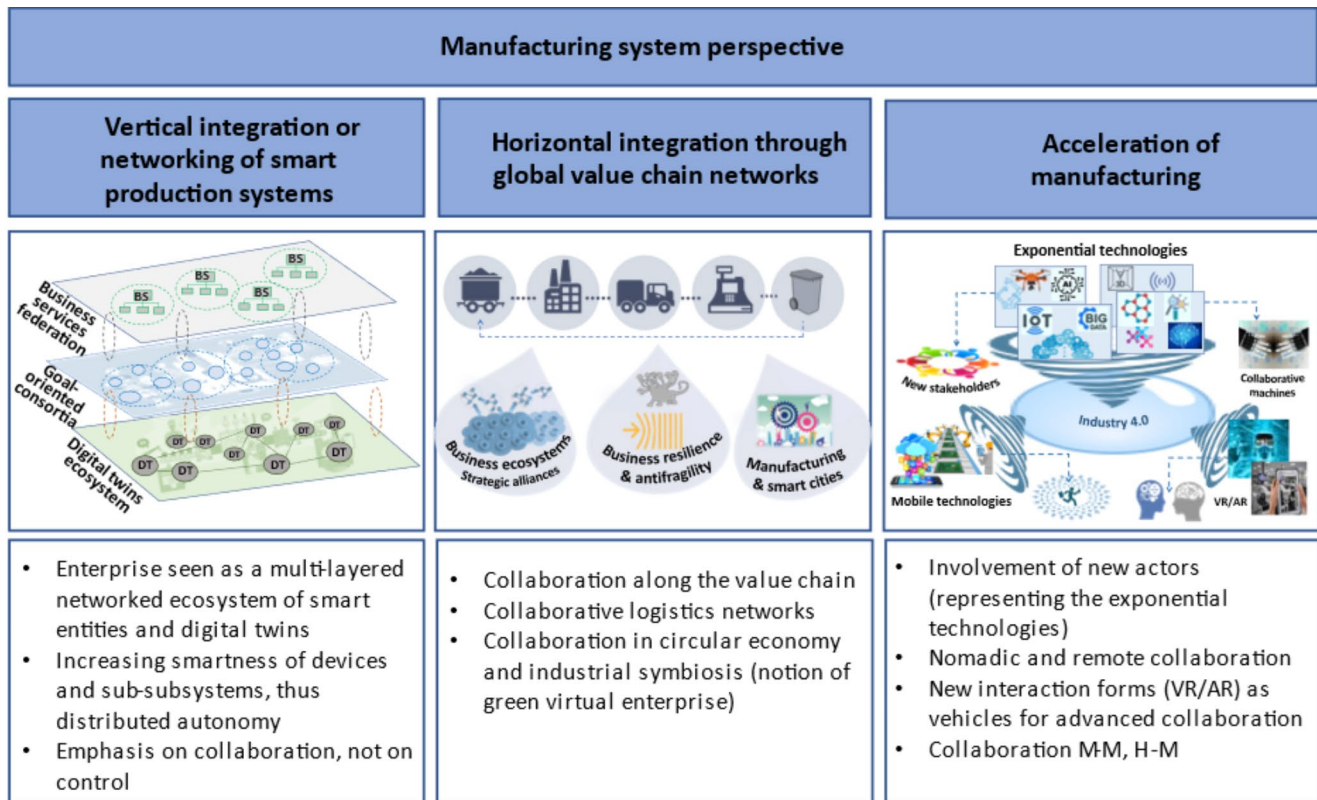 Manufacturing system perspective
Vertical integration or
networking of smart
production systems
Horizontal integration through
global value chain networks
Acceleration of
manufacturing
BS
BS
BS
BS
Business
services
federation
Goal-
oriented
consortia
DT
DT
DT
DT
DT
DT
DT
DT
DT
Digital twins
ecosystem
Business ecosystems
Strategic alliances
Business resilience
& antifragility
Manufacturing
& smart cities
Exponential technologies
AI
3D
IoT
BIG
DATA
New stakeholders
Collaborative
machines
Industry 4.0
Mobile technologies
VR/AR
• Enterprise seen as a multi-layered
networked ecosystem of smart
entities and digital twins
• Increasing smartness of devices
and sub-subsystems, thus
distributed autonomy
• Emphasis on collaboration, not on
control
• Collaboration along the value chain
• Collaborative logistics networks
• Collaboration in circular economy
and industrial symbiosis (notion of
green virtual enterprise)
• Involvement of new actors
(representing the exponential
technologies)
• Nomadic and remote collaboration
• New interaction forms (VR/AR) as
vehicles for advanced collaboration
• Collaboration M-M, H-M